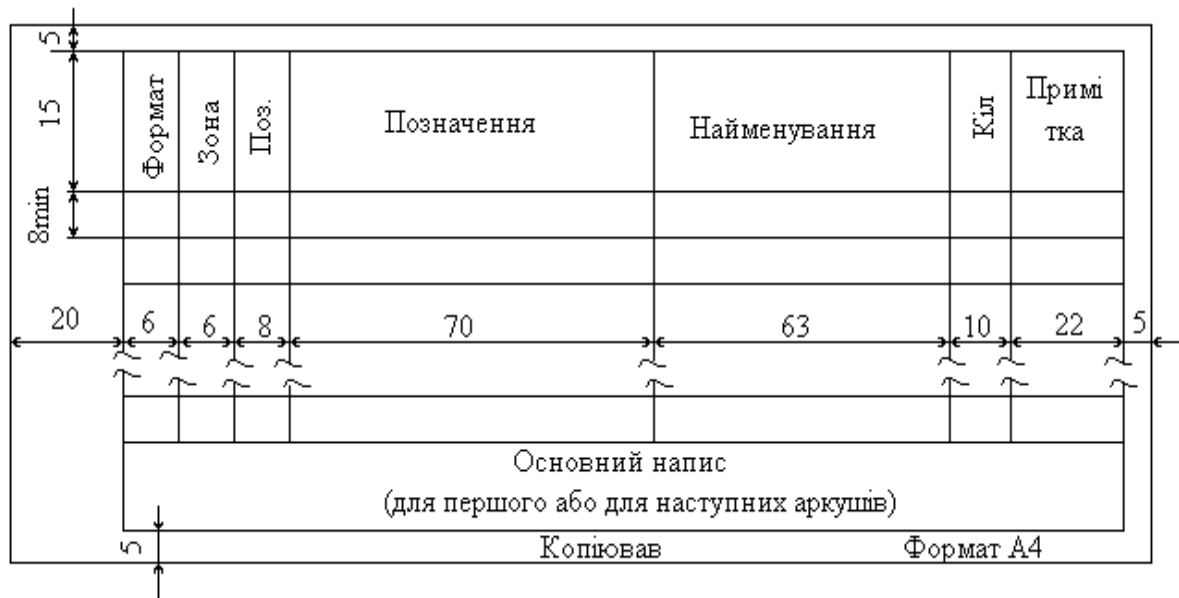 5
15
8min
Формат
Зона
Поз.
Позначення
Найменування
Кіл
Примі
тка
20
6
6
8
70
63
10
22
5
Основний напис
(для першого або для наступних аркушів)
5
Копіював
Формат А4